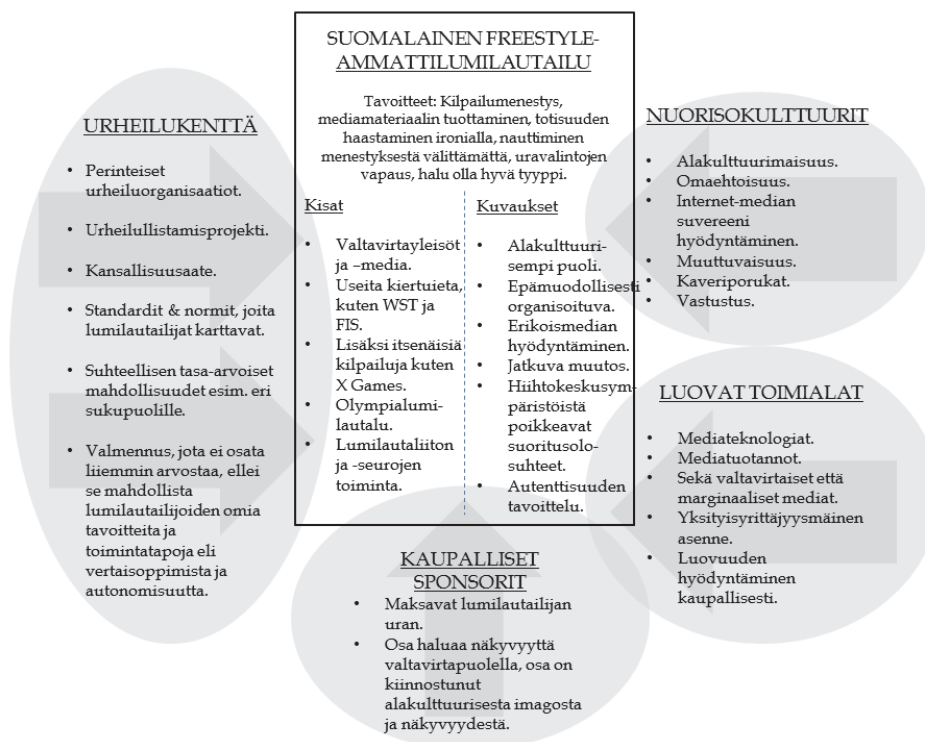 SUOMALAINEN FREESTYLE-
AMMATTILUMILAUTAILU
Tavoitteet: Kilpailumenestys,
mediamateriaalin tuottaminen, totisuuden
haastaminen ironialla, nauttiminen
menestyksestä välittämättä, uravalintojen
vapaus, halu olla hyvä tyyppi.
Kisat
• Valtavirtayleisöt
ja –media.
• Useita kiertueita,
kuten WST ja
FIS.
• Lisäksi itsenäisiä
kilpailuja kuten
X Games.
• Olympialumi-
lautalu.
• Lumilautaliiton
ja -seurojen
toiminta.
Kuvaukset
• Alakulttuuri-
sempi puoli.
• Epämuodollisesti
organisoituva.
• Erikoismedian
hyödyntäminen.
• Jatkuva muutos.
• Hiihtokeskusym-
päristöistä
poikkeavat
suoritusolo-
suhteet.
• Autenttisuuden
tavoittelu.
URHEILUKENTTÄ
• Perinteiset
urheiluorganisaatiot.
• Urheilullistamisprojekti.
• Kansallisuusaate.
• Standardit & normit, joita
lumilautailijat karttavat.
• Suhteellisen tasa-arvoiset
mahdollisuudet esim. eri
sukupuolille.
• Valmennus, jota ei osata
liiemmin arvostaa, ellei
se mahdollista
lumilautailijoiden omia
tavoitteita ja
toimintatapoja eli
vertaisoppimista ja
autonomisuutta.
NUORISOKULTTUURIT
• Alakulttuurimaisuus.
• Omaehtoisuus.
• Internet-median
suvereeni
hyödyntäminen.
• Muuttuvaisuus.
• Kaveriporukat.
• Vastustus.
LUOVAT TOIMIALAT
• Mediateknologiat.
• Mediatuotannot.
• Sekä valtavirtaiset että
marginaaliset mediat.
• Yksityisyrittäjyysmäinen
asenne.
• Luovuuden
hyödyntäminen
kaupallisesti.
KAUPALLISET
SPONSORIT
• Maksavat lumilautailijan
uran.
• Osa haluaa näkyvyyttä
valtavirtapuolella, osa on
kiinnostunut
alakulttuurisesta imagosta
ja näkyvyydestä.